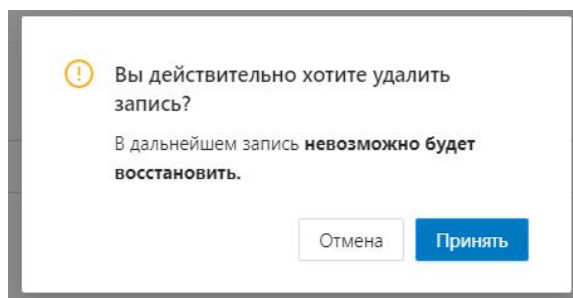 Вы действительно хотите удалить
запись?
В дальнейшем запись невозможно будет
восстановить.
Отмена
Принять